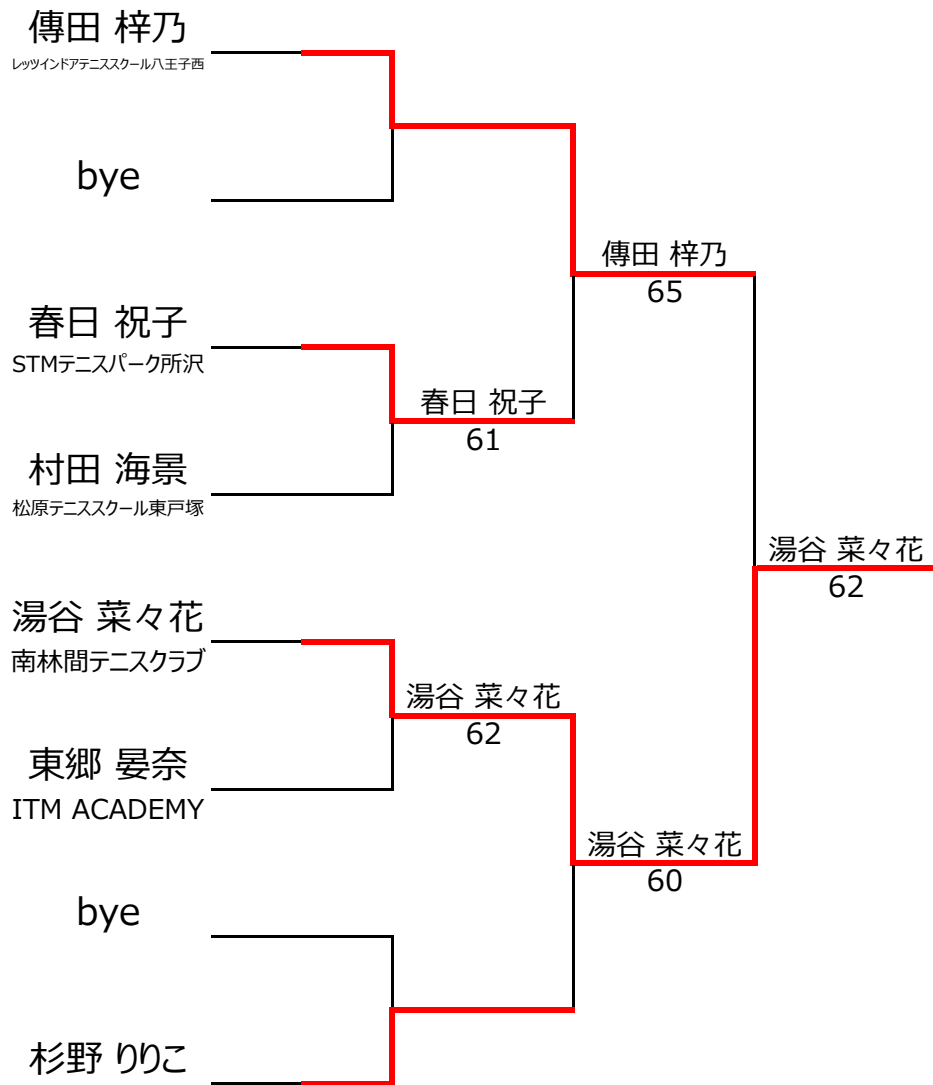 傳田 梓乃
レッツインドアテニススクール八王子西
bye
傳田 梓乃
65
春日 祝子
STMテニスパーク所沢
春日 祝子
61
村田 海景
松原テニススクール東戸塚
湯谷 菜々花
62
湯谷 菜々花
南林間テニスクラブ
湯谷 菜々花
62
東郷 晏奈
ITM ACADEMY
湯谷 菜々花
60
bye
杉野 りりこ